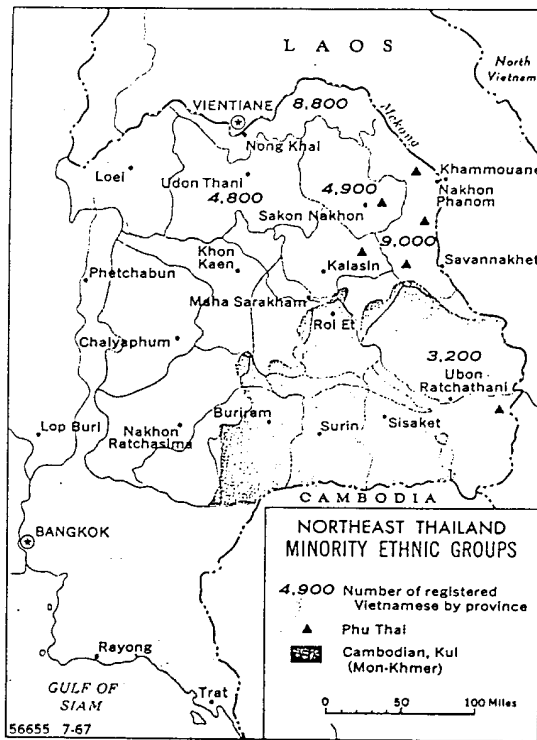 LAOS
North
Vietnam
VIENTIANE
8,800
Mekong
Nong Khai
Khammouane
Loei
Udon Thani
4,800
4,900
Nakhon
Phanom
Sakon Nakhon
9,000
Khon
Kaen
Savannakhet
Phetchabun
Kalasin
Maha Sarakham
Roi Et
Chaiyaphum
3,200
Ubon
Ratchathani
Lop Buri
Nakhon
Ratchasima
Buriram
Surin
Sisaket
CAMBODIA
BANGKOK
NORTHEAST THAILAND
MINORITY ETHNIC GROUPS
4,900 Number of registered
Vietnamese by province
Phu Thai
Cambodian, Kui
(Mon-Khmer)
Rayong
GULF OF
SIAM
Trat
0 50 100 Miles
56655 7-67